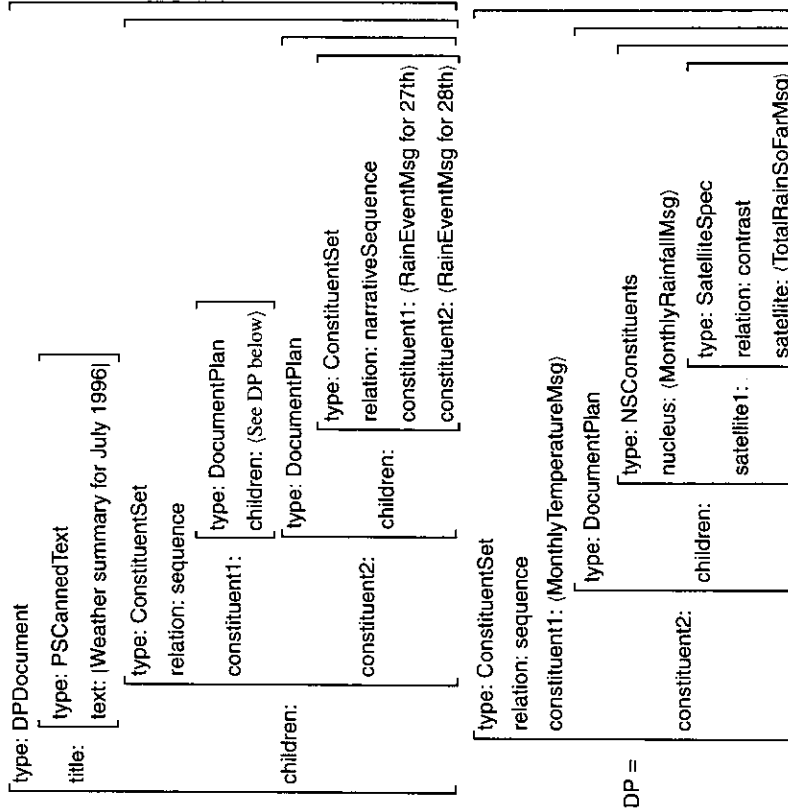 type: DPDocument
title:
type: PSCannedText
text: |Weather summary for July 1996|
children:
type: ConstituentSet
relation: sequence
constituent1:
type: DocumentPlan
children: ⟨See DP below⟩
constituent2:
type: DocumentPlan
children:
type: ConstituentSet
relation: narrativeSequence
constituent1: ⟨RainEventMsg for 27th⟩
constituent2: ⟨RainEventMsg for 28th⟩
DP =
type: ConstituentSet
relation: sequence
constituent1: ⟨MonthlyTemperatureMsg⟩
constituent2:
type: DocumentPlan
children:
type: NSConstituents
nucleus: ⟨MonthlyRainfallMsg⟩
satellite1:
type: SatelliteSpec
relation: contrast
satellite: ⟨TotalRainSoFarMsg⟩